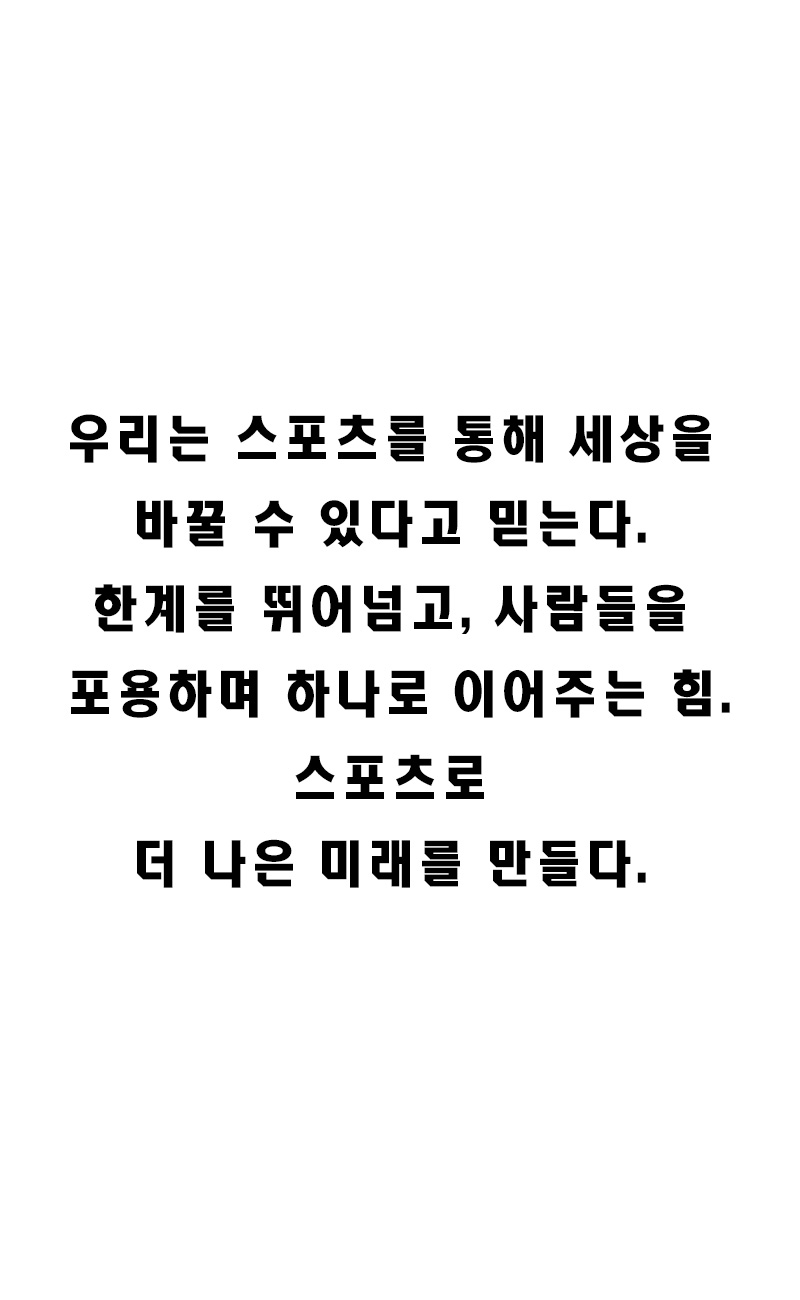 우리는 스포츠를 통해 세상을
바꿀 수 있다고 믿는다.
한계를 뛰어넘고, 사람들을
포용하며 하나로 이어주는 힘.
스포츠로
더 나은 미래를 만들다.